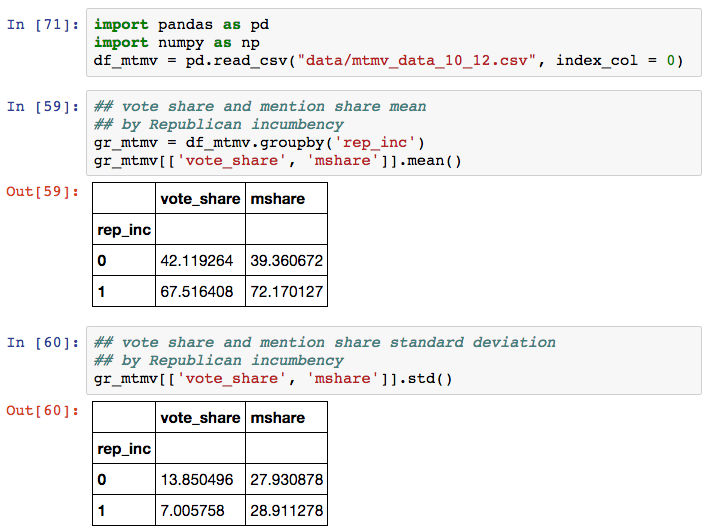 In [71]: import pandas as pd
import numpy as np
df_mtmv = pd.read_csv("data/mtmv_data_10_12.csv", index_col = 0)
In [59]: ## vote share and mention share mean
## by Republican incumbency
gr_mtmv = df_mtmv.groupby('rep_inc')
gr_mtmv[['vote_share', 'mshare']].mean()
Out[59]:
vote_share mshare
rep_inc
0 42.119264 39.360672
1 67.516408 72.170127
In [60]: ## vote share and mention share standard deviation
## by Republican incumbency
gr_mtmv[['vote_share', 'mshare']].std()
Out[60]:
vote_share mshare
rep_inc
0 13.850496 27.930878
1 7.005758 28.911278